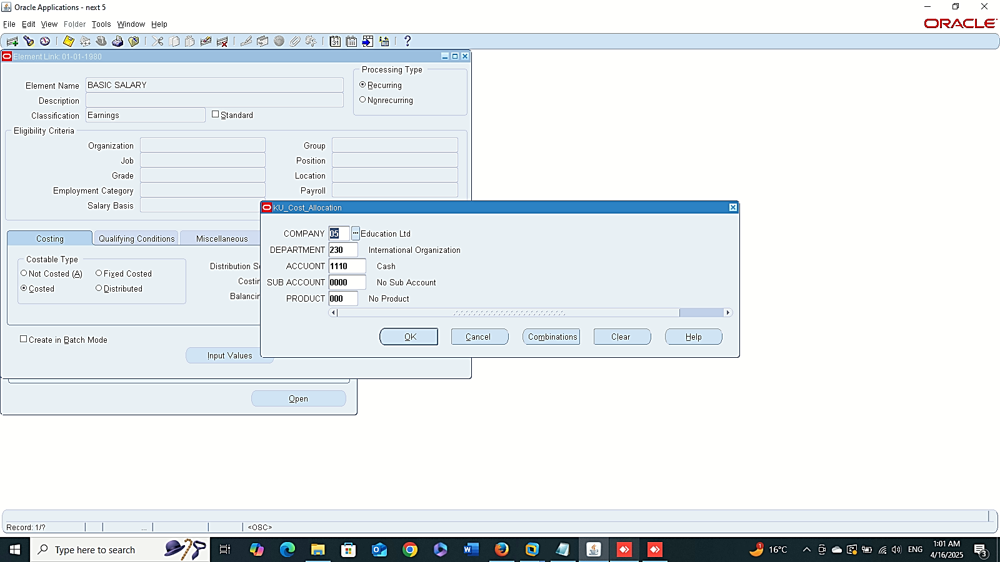 Oracle Applications - next 5
File Edit View Folder Tools Window Help
ORACLE
Element Link: 01-01-1980
Processing Type
Element Name BASIC SALARY
Recurring
Description
Nonrecurring
Classification Earnings Standard
Eligibility Criteria
Organization Group
Job Position
Grade Location
Employment Category Payroll
Salary Basis
KU_Cost_Allocation
COMPANY 05 ... Education Ltd
DEPARTMENT 230 International Organization
ACCUONT 1110 Cash
SUB ACCOUNT 0000 No Sub Account
PRODUCT 000 No Product
OK Cancel Combinations Clear Help
Costing Qualifying Conditions Miscellaneous
Costable Type
Not Costed (A) Fixed Costed
Costed Distributed
Distribution S
Costin
Balancin
Create in Batch Mode
Input Values
Open
Record: 1/? ... <OSC>
Type here to search
1
16°C
ENG
1:01 AM
4/16/2025
3